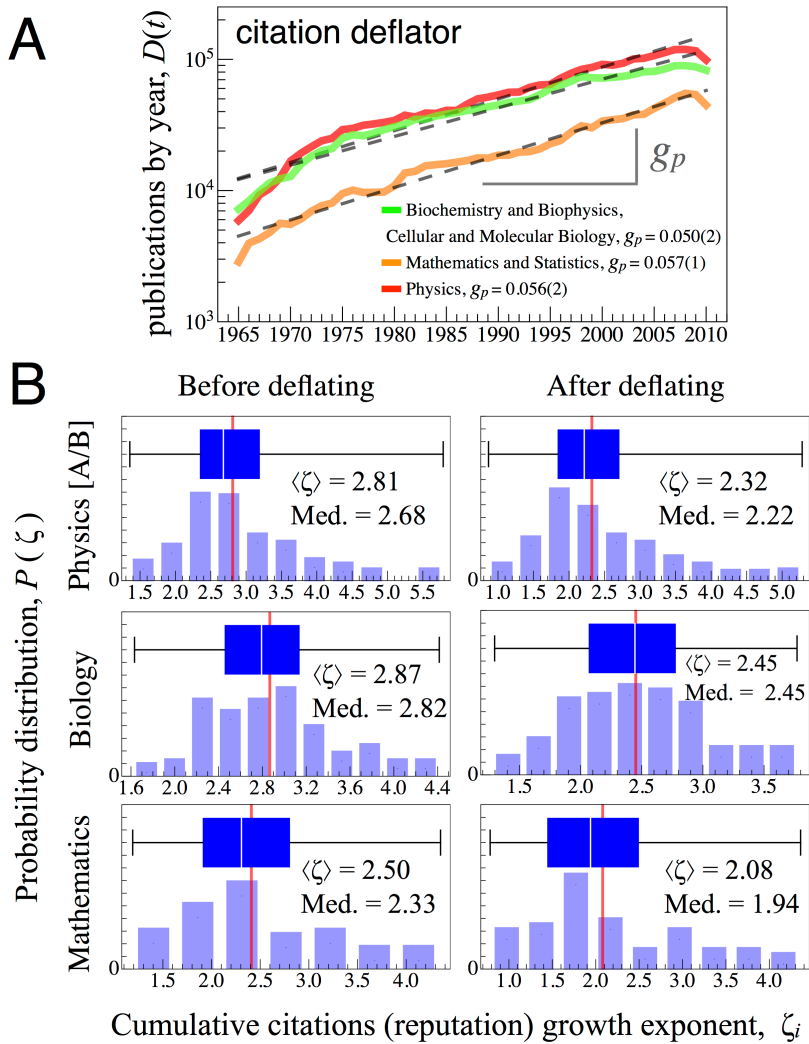 A
citation deflator
publications by year, D(t)
10^5
10^4
10^3
g_p
Biochemistry and Biophysics,
Cellular and Molecular Biology, g_p = 0.050(2)
Mathematics and Statistics, g_p = 0.057(1)
Physics, g_p = 0.056(2)
1965 1970 1975 1980 1985 1990 1995 2000 2005 2010
B
Before deflating After deflating
Probability distribution, P(ζ)
Physics [A/B]
⟨ζ⟩ = 2.81
Med. = 2.68
0
1.5 2.0 2.5 3.0 3.5 4.0 4.5 5.0 5.5
⟨ζ⟩ = 2.32
Med. = 2.22
1.0 1.5 2.0 2.5 3.0 3.5 4.0 4.5 5.0
Biology
⟨ζ⟩ = 2.87
Med. = 2.82
0
1.6 2.0 2.4 2.8 3.2 3.6 4.0 4.4
⟨ζ⟩ = 2.45
Med. = 2.45
1.5 2.0 2.5 3.0 3.5
Mathematics
⟨ζ⟩ = 2.50
Med. = 2.33
0
1.5 2.0 2.5 3.0 3.5 4.0
⟨ζ⟩ = 2.08
Med. = 1.94
0
1.0 1.5 2.0 2.5 3.0 3.5 4.0
Cumulative citations (reputation) growth exponent, ζ_i